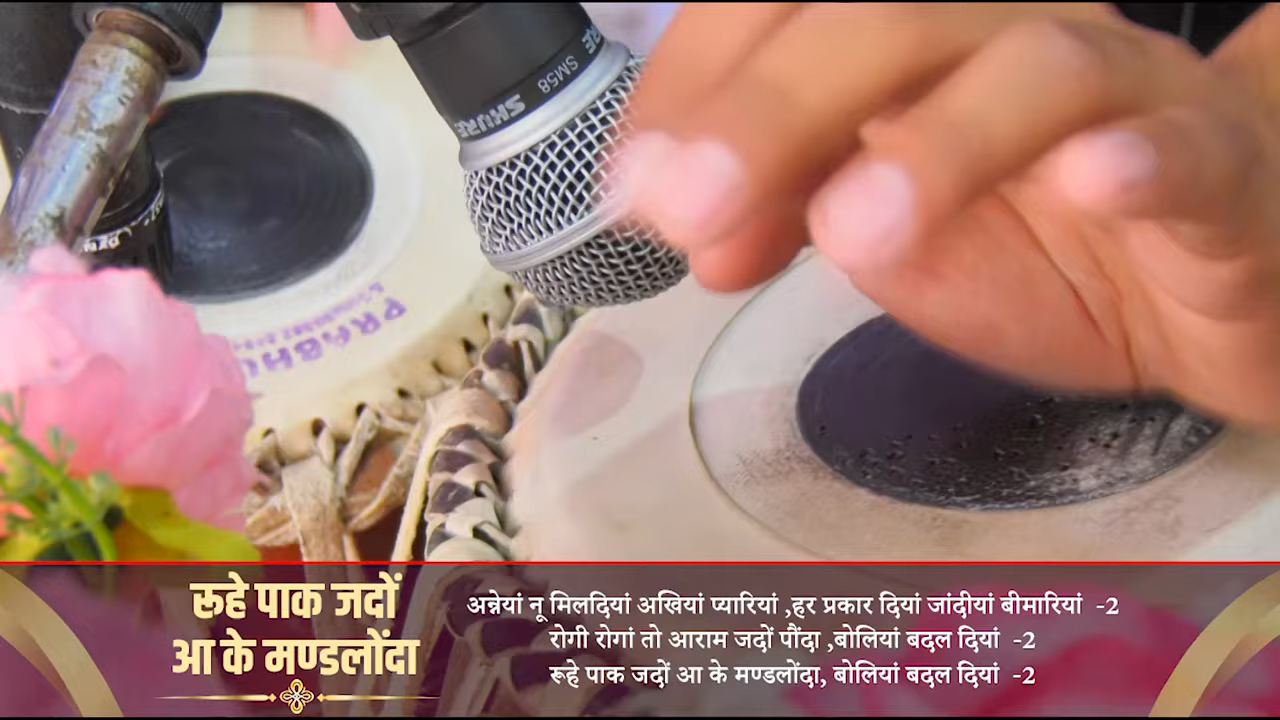 SHURE
SM58
PRABHU
रूहे पाक जदों
आ के मण्डलोंदा
अन्नेयां नू मिलदियां अखियां प्यारियां ,हर प्रकार दियां जांदीयां बीमारियां -2
रोगी रोगां तो आराम जदों पौंदा ,बोलियां बदल दियां -2
रूहे पाक जदों आ के मण्डलोंदा, बोलियां बदल दियां -2